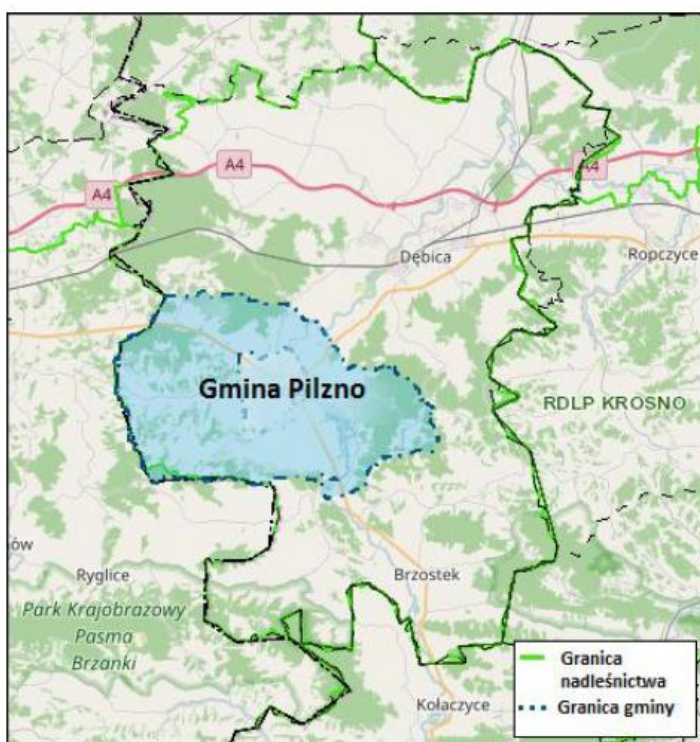 A4
A4
A4
Dębica
Ropczyce
Gmina Pilzno
RDLP KROSNO
ów
Ryglice
Brzostek
Park Krajobrazowy
Pasma
Brzanki
Kołaczyce
Granica
nadleśnictwa
Granica gminy